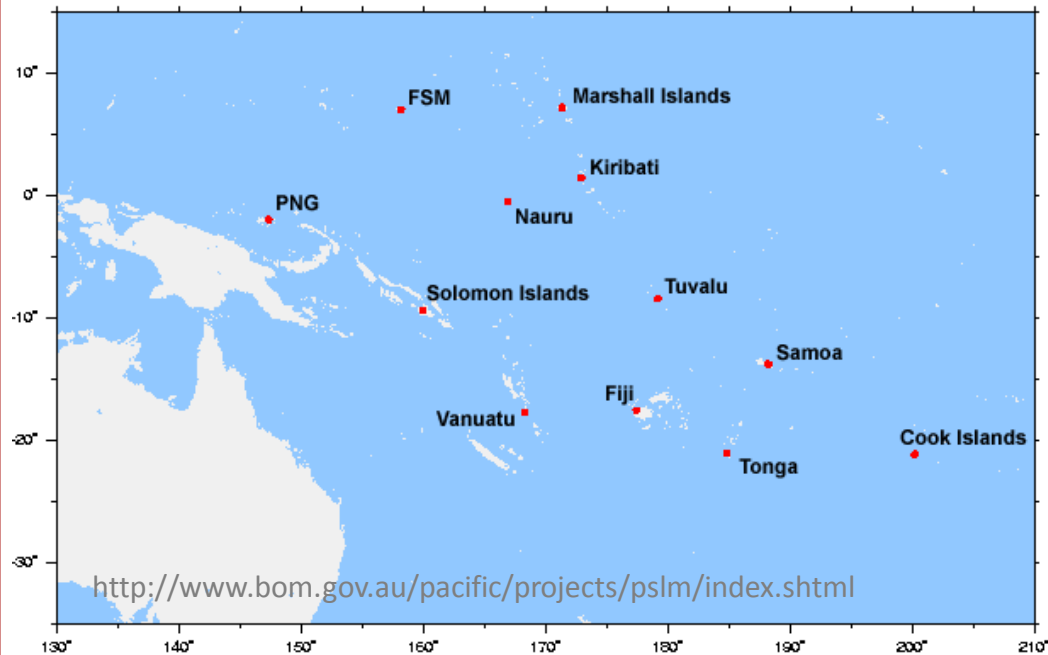 10°
0°
-10°
-20°
-30°
FSM
Marshall Islands
Kiribati
PNG
Nauru
Solomon Islands
Tuvalu
Samoa
Fiji
Vanuatu
Cook Islands
Tonga
http://www.bom.gov.au/pacific/projects/pslm/index.shtml
130° 140° 150° 160° 170° 180° 190° 200° 210°